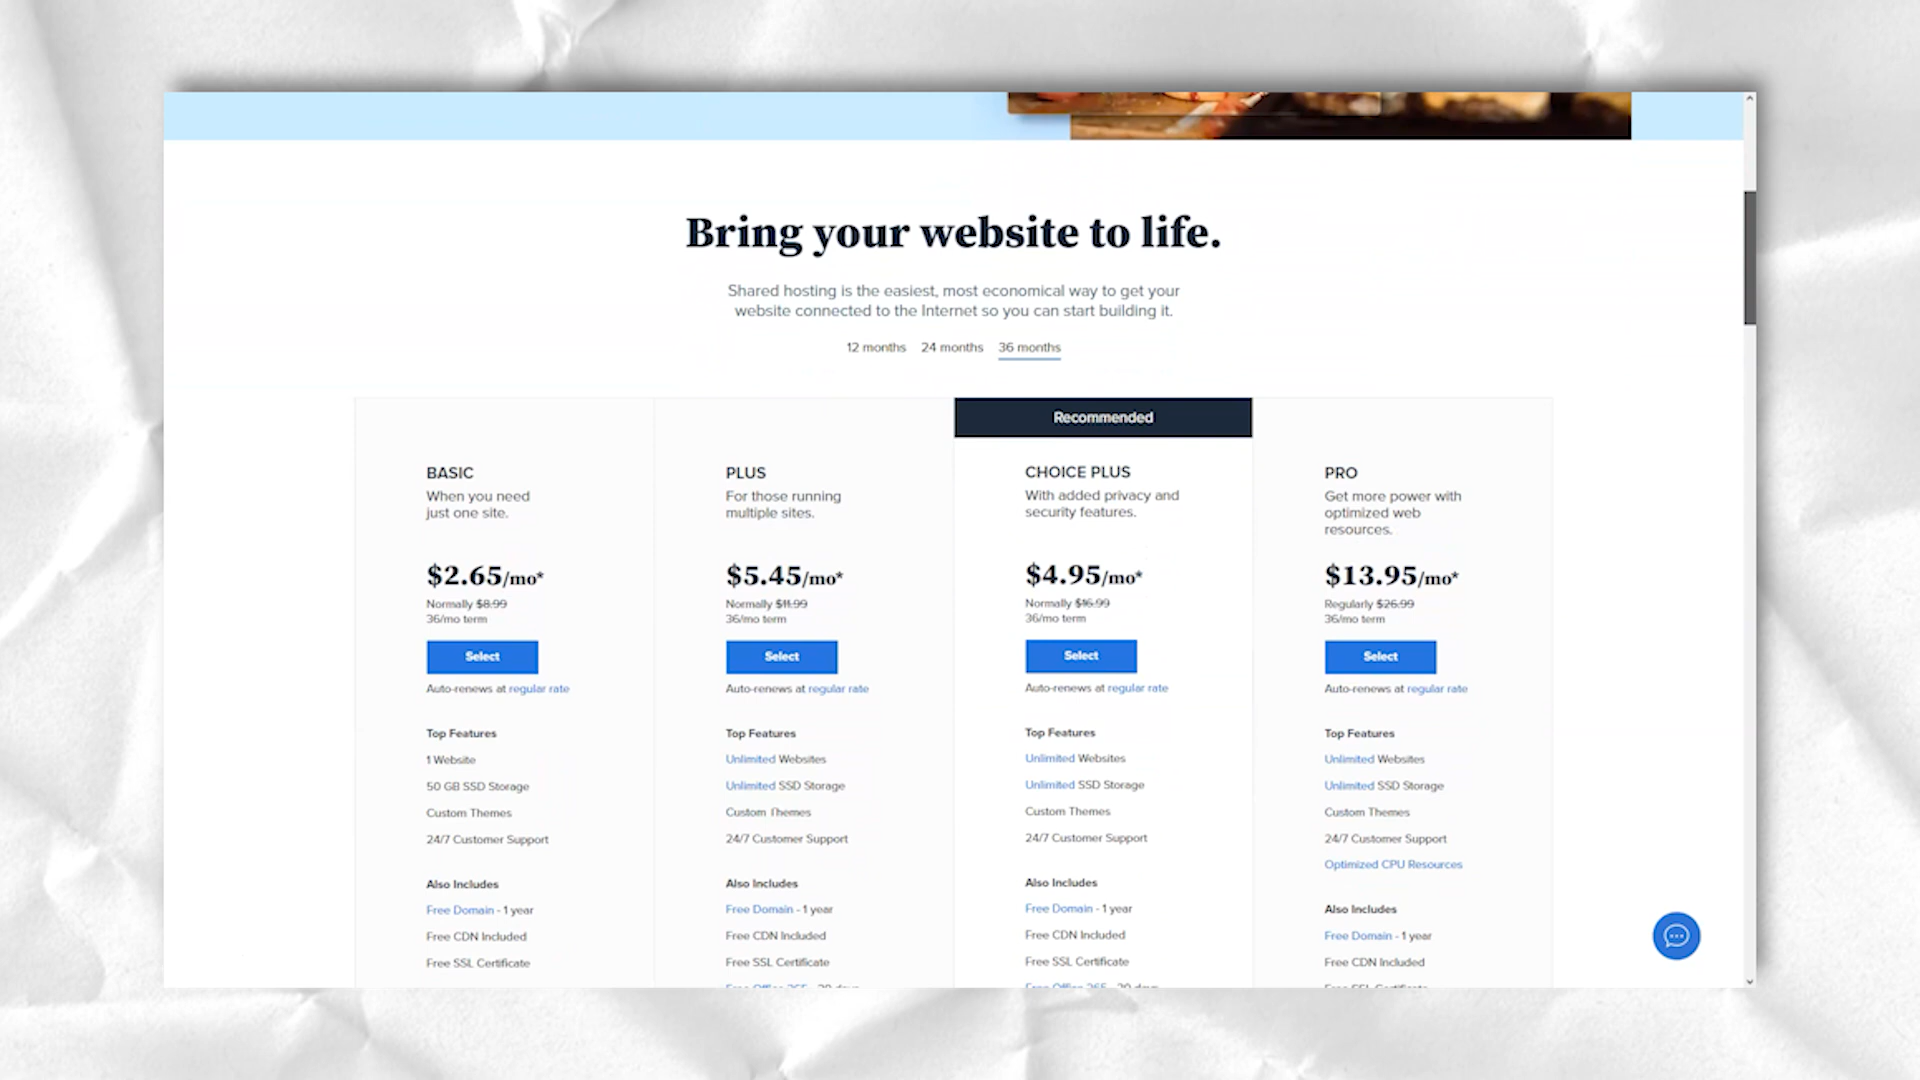 Bring your website to life.
Shared hosting is the easiest, most economical way to get your
website connected to the Internet so you can start building it.
12 months 24 months 36 months
Recommended
BASIC
When you need
just one site.
$2.65/mo*
Normally $8.99
36/mo term
Select
Auto-renews at regular rate
Top Features
1 Website
50 GB SSD Storage
Custom Themes
24/7 Customer Support
Also Includes
Free Domain - 1 year
Free CDN Included
Free SSL Certificate
PLUS
For those running
multiple sites.
$5.45/mo*
Normally $11.99
36/mo term
Select
Auto-renews at regular rate
Top Features
Unlimited Websites
Unlimited SSD Storage
Custom Themes
24/7 Customer Support
Also Includes
Free Domain - 1 year
Free CDN Included
Free SSL Certificate
Free Office 365 - 30 days
CHOICE PLUS
With added privacy and
security features.
$4.95/mo*
Normally $16.99
36/mo term
Select
Auto-renews at regular rate
Top Features
Unlimited Websites
Unlimited SSD Storage
Custom Themes
24/7 Customer Support
Also Includes
Free Domain - 1 year
Free CDN Included
Free SSL Certificate
Free Office 365 - 30 days
PRO
Get more power with
optimized web
resources.
$13.95/mo*
Regularly $26.99
36/mo term
Select
Auto-renews at regular rate
Top Features
Unlimited Websites
Unlimited SSD Storage
Custom Themes
24/7 Customer Support
Optimized CPU Resources
Also Includes
Free Domain - 1 year
Free CDN Included
Free SSL Certificate